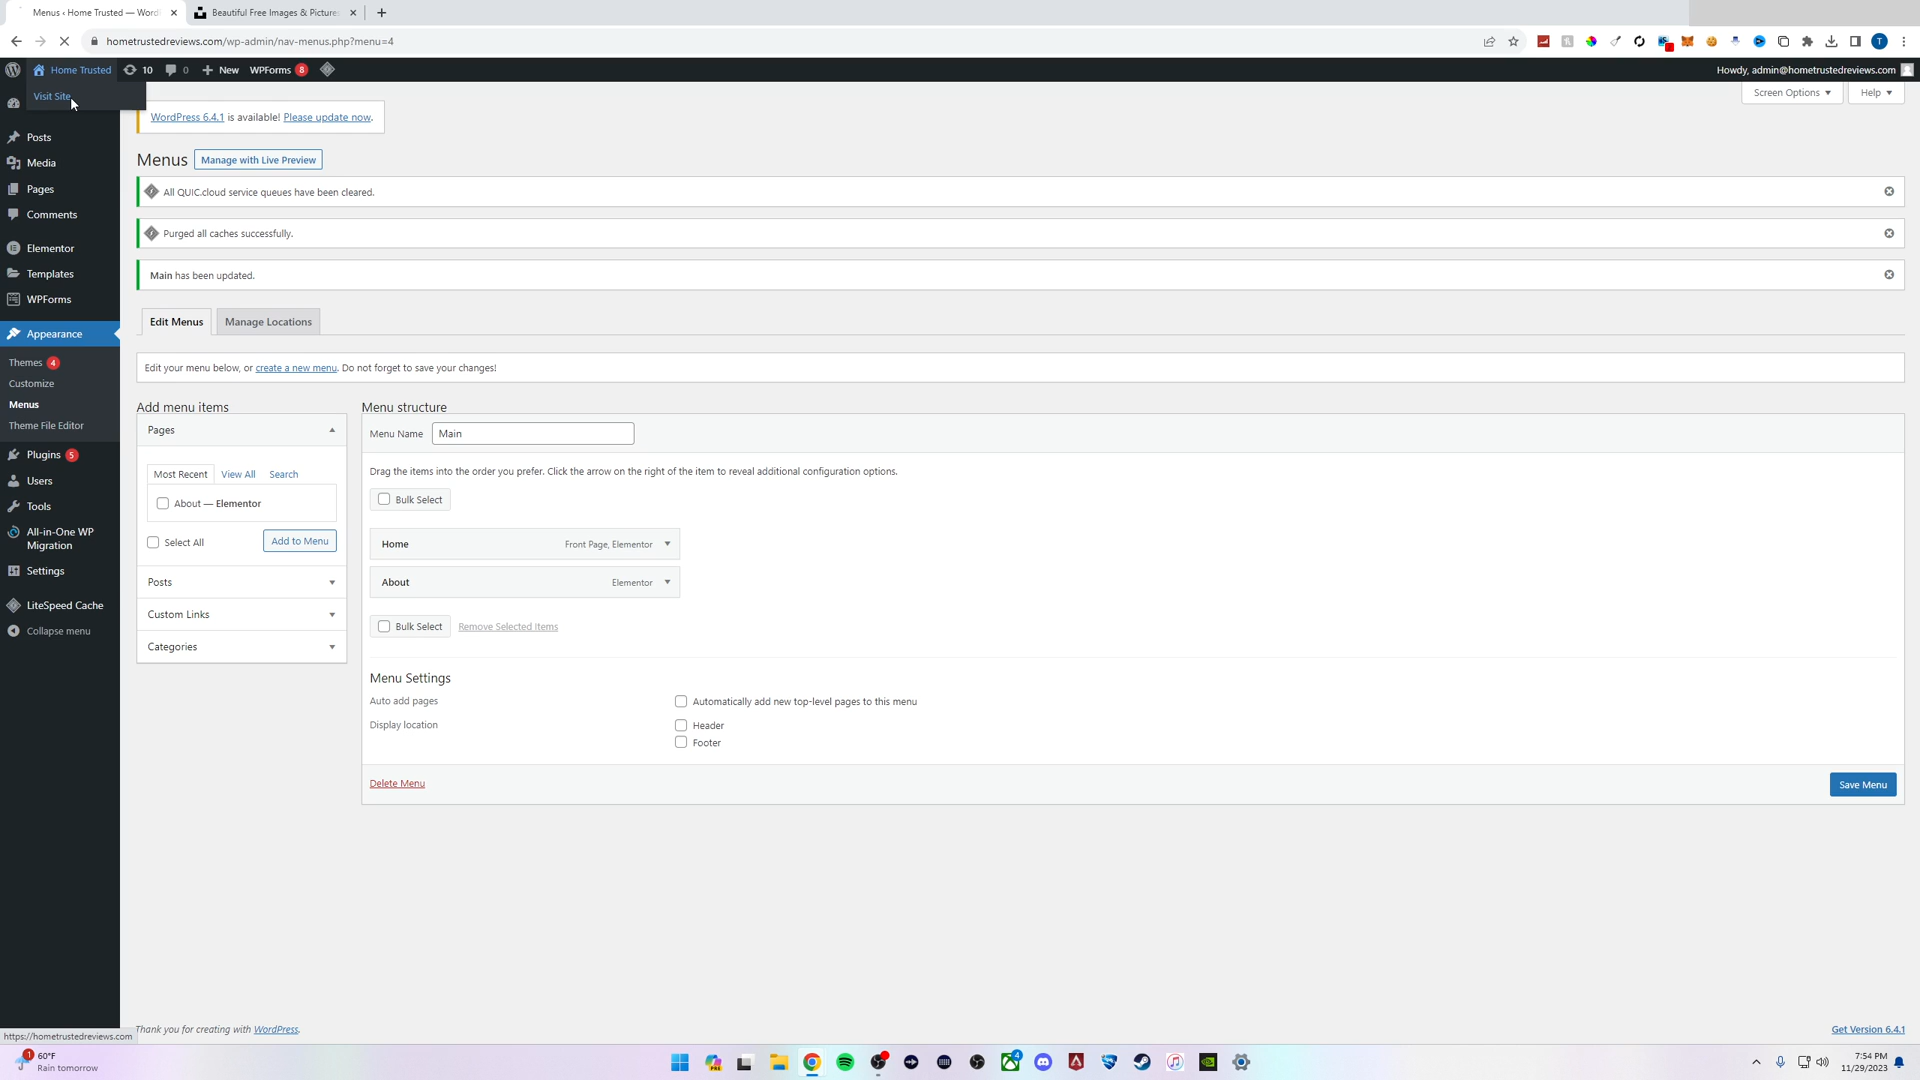 Menus ‹ Home Trusted — Word
Beautiful Free Images & Pictures
hometrustedreviews.com/wp-admin/nav-menus.php?menu=4
Home Trusted
10
0
New
WPForms 8
Howdy, admin@hometrustedreviews.com
Visit Site
Screen Options
Help
WordPress 6.4.1 is available! Please update now.
Posts
Media
Pages
Comments
Elementor
Templates
WPForms
Appearance
Themes 4
Customize
Menus
Theme File Editor
Plugins 5
Users
Tools
All-in-One WP
Migration
Settings
LiteSpeed Cache
Collapse menu
Menus
Manage with Live Preview
All QUIC.cloud service queues have been cleared.
Purged all caches successfully.
Main has been updated.
Edit Menus
Manage Locations
Edit your menu below, or create a new menu. Do not forget to save your changes!
Add menu items
Pages
Most Recent
View All
Search
About — Elementor
Select All
Add to Menu
Posts
Custom Links
Categories
Menu structure
Menu Name
Main
Drag the items into the order you prefer. Click the arrow on the right of the item to reveal additional configuration options.
Bulk Select
Home
Front Page, Elementor
About
Elementor
Bulk Select
Remove Selected Items
Menu Settings
Auto add pages
Automatically add new top-level pages to this menu
Display location
Header
Footer
Delete Menu
Save Menu
Thank you for creating with WordPress.
Get Version 6.4.1
https://hometrustedreviews.com
1
60°F
Rain tomorrow
4
7:54 PM
11/29/2023